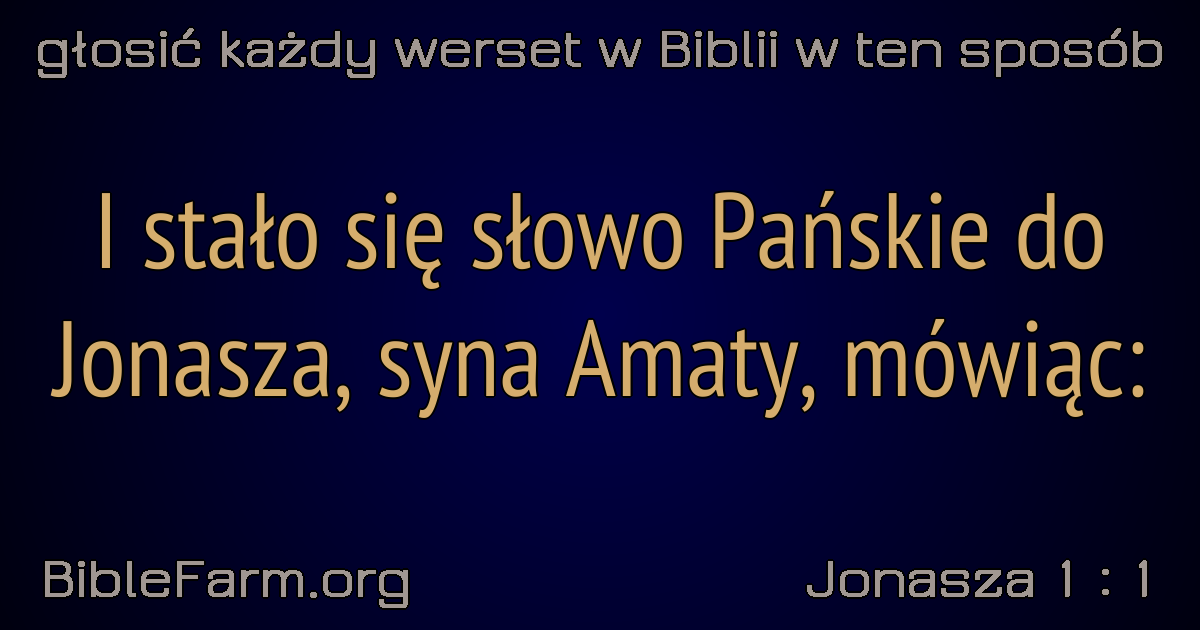 głosić każdy werset w Biblii w ten sposób
I stało się słowo Pańskie do
Jonasza, syna Amaty, mówiąc:
BibleFarm.org
Jonasza 1 : 1